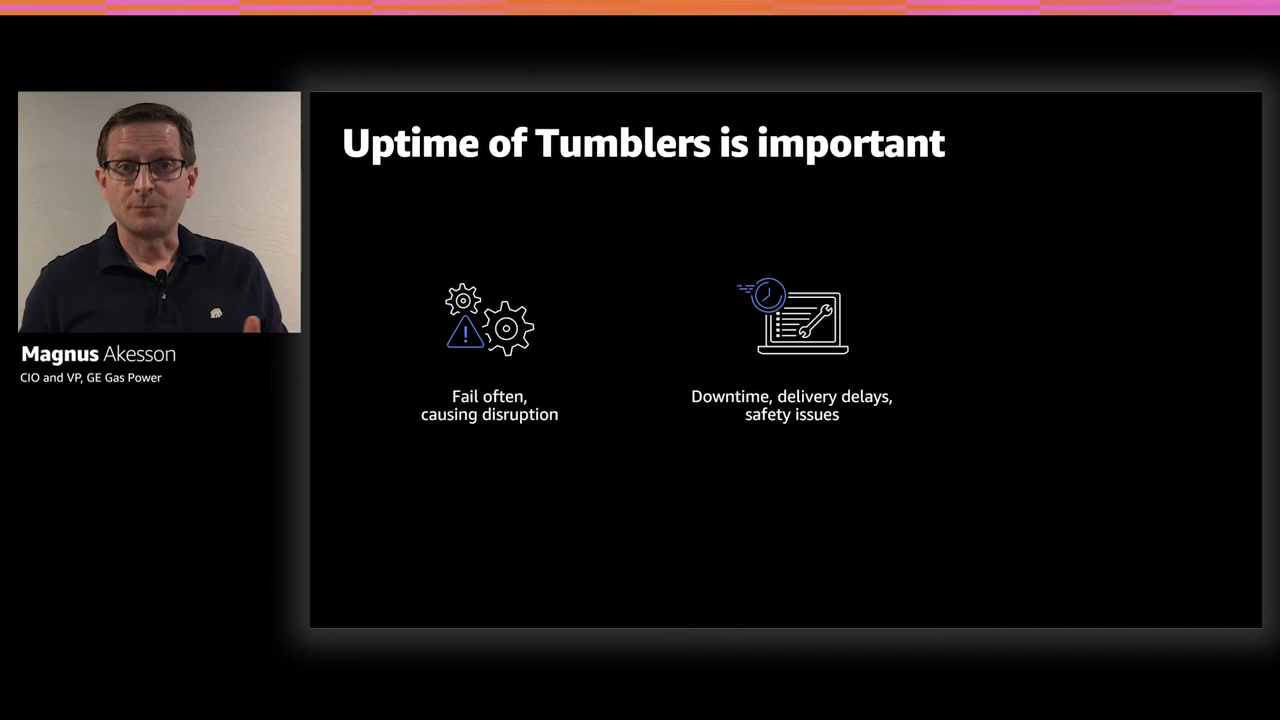 Uptime of Tumblers is important
Magnus Akesson
CIO and VP, GE Gas Power
Fail often,
causing disruption
Downtime, delivery delays,
safety issues